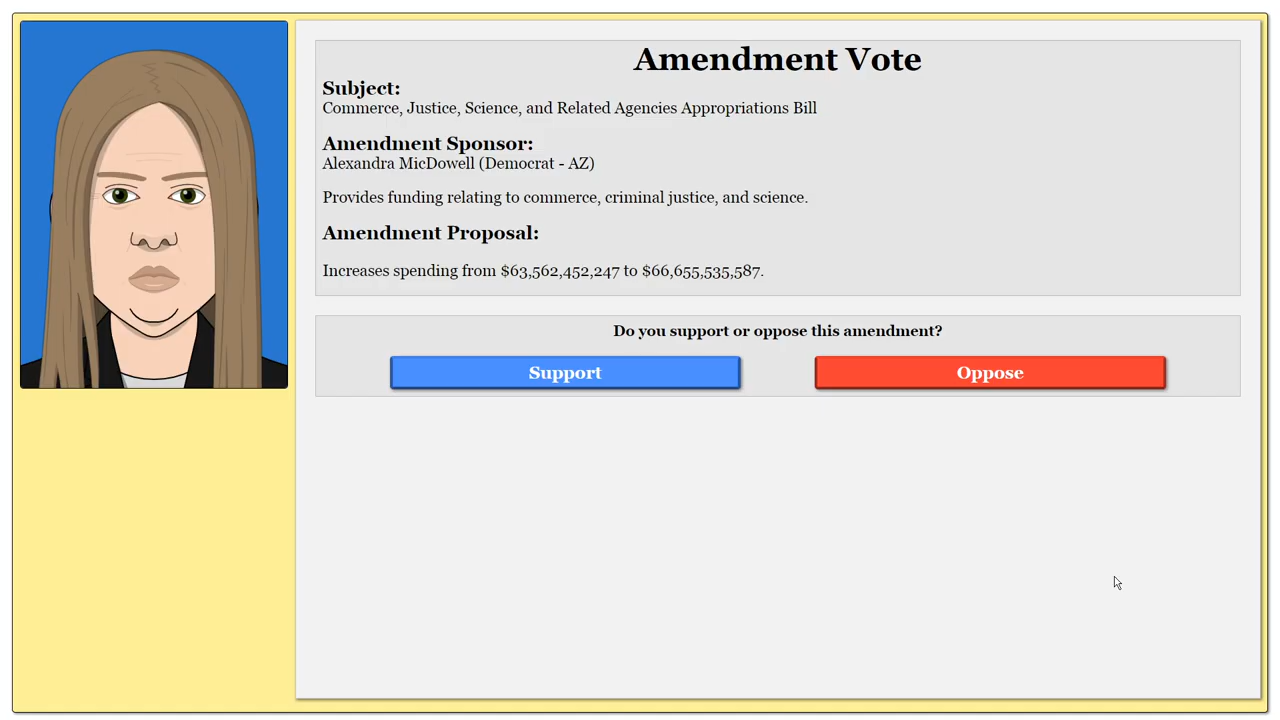 Amendment Vote
Subject:
Commerce, Justice, Science, and Related Agencies Appropriations Bill
Amendment Sponsor:
Alexandra MicDowell (Democrat - AZ)
Provides funding relating to commerce, criminal justice, and science.
Amendment Proposal:
Increases spending from $63,562,452,247 to $66,655,535,587.
Do you support or oppose this amendment?
Support
Oppose